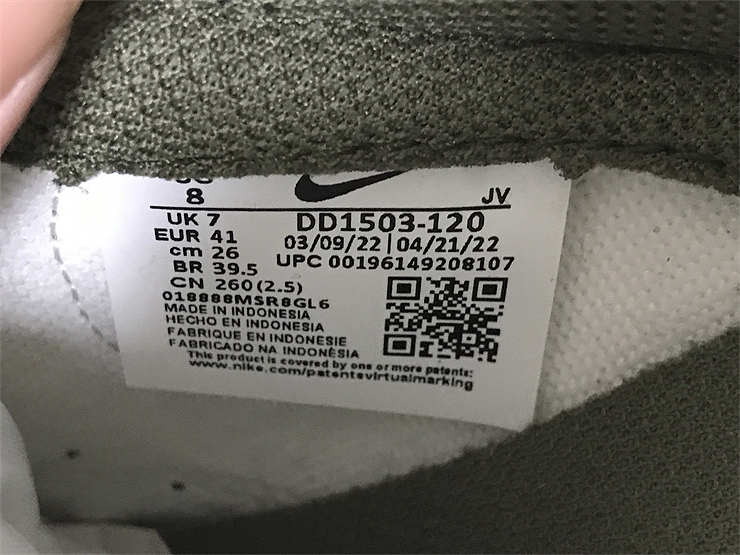 8 JV
UK 7
EUR 41
cm 26
BR 39.5
CN 260(2.5)
DD1503-120
03/09/22 | 04/21/22
UPC 00196149208107
018888MSR8GL6
MADE IN INDONESIA
HECHO EN INDONESIA
FABRIQUE EN INDONESIE
FABRICADO NA INDONÉSIA
This product is covered by one or more patents:
www.nike.com/patentsvirtualmarking